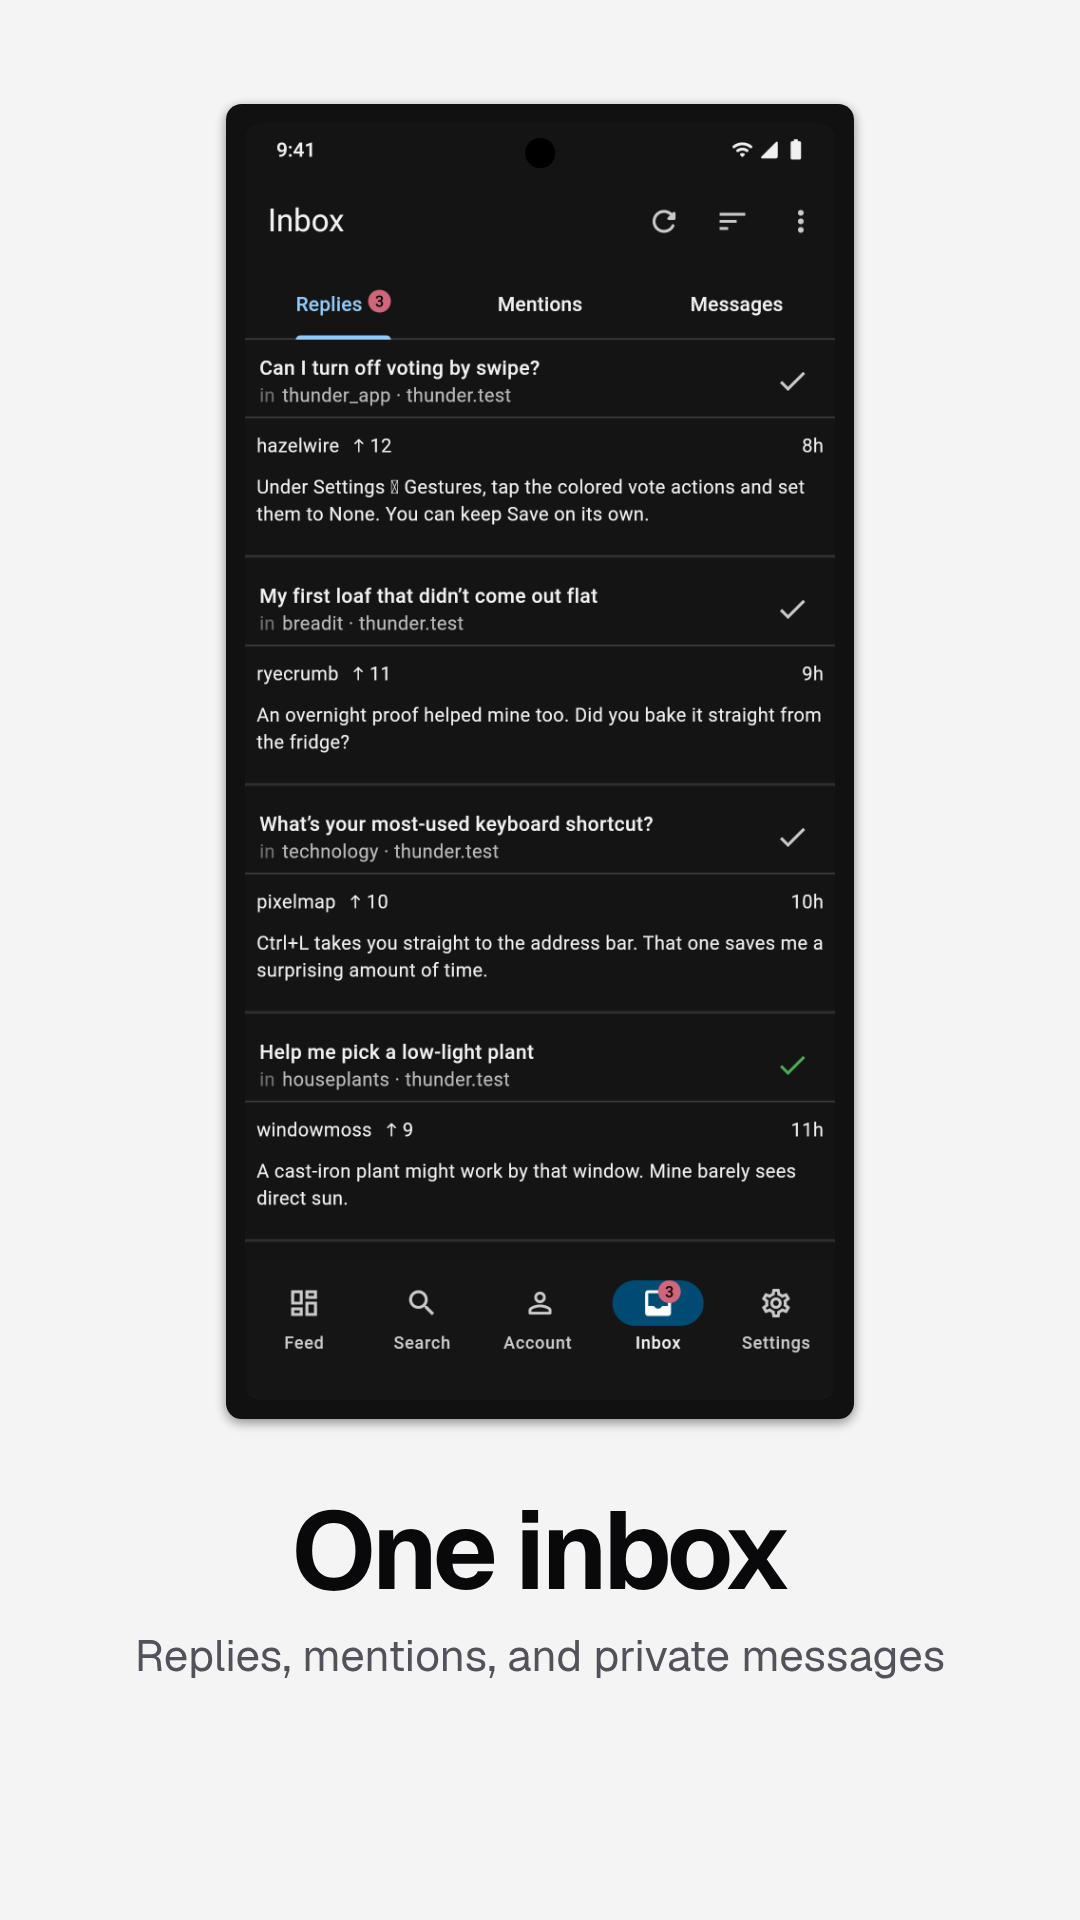 9:41
Inbox
Replies 3
Mentions
Messages
Can I turn off voting by swipe?
in thunder_app · thunder.test
hazelwire ↑ 12
8h
Under Settings ▯ Gestures, tap the colored vote actions and set
them to None. You can keep Save on its own.
My first loaf that didn’t come out flat
in breadit · thunder.test
ryecrumb ↑ 11
9h
An overnight proof helped mine too. Did you bake it straight from
the fridge?
What’s your most-used keyboard shortcut?
in technology · thunder.test
pixelmap ↑ 10
10h
Ctrl+L takes you straight to the address bar. That one saves me a
surprising amount of time.
Help me pick a low-light plant
in houseplants · thunder.test
windowmoss ↑ 9
11h
A cast-iron plant might work by that window. Mine barely sees
direct sun.
3
Feed
Search
Account
Inbox
Settings
One inbox
Replies, mentions, and private messages